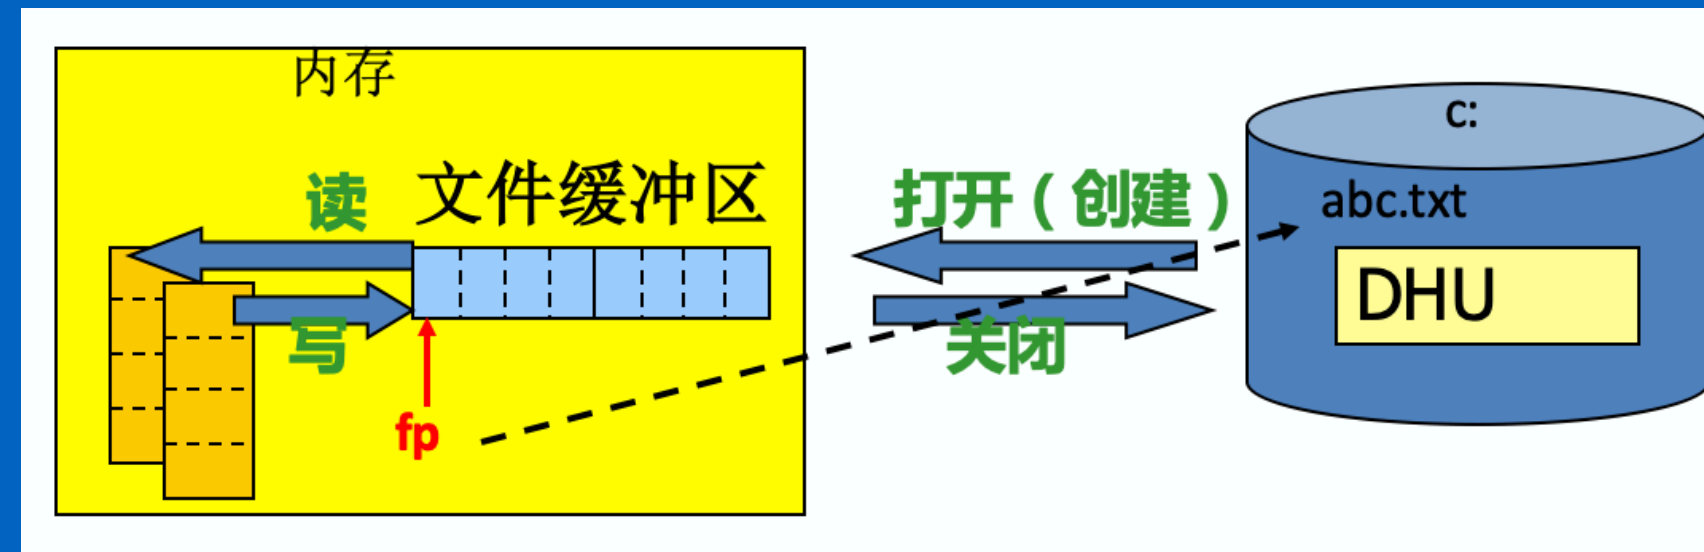 内存
c:
读
文件缓冲区
打开（创建）
abc.txt
DHU
写
关闭
fp